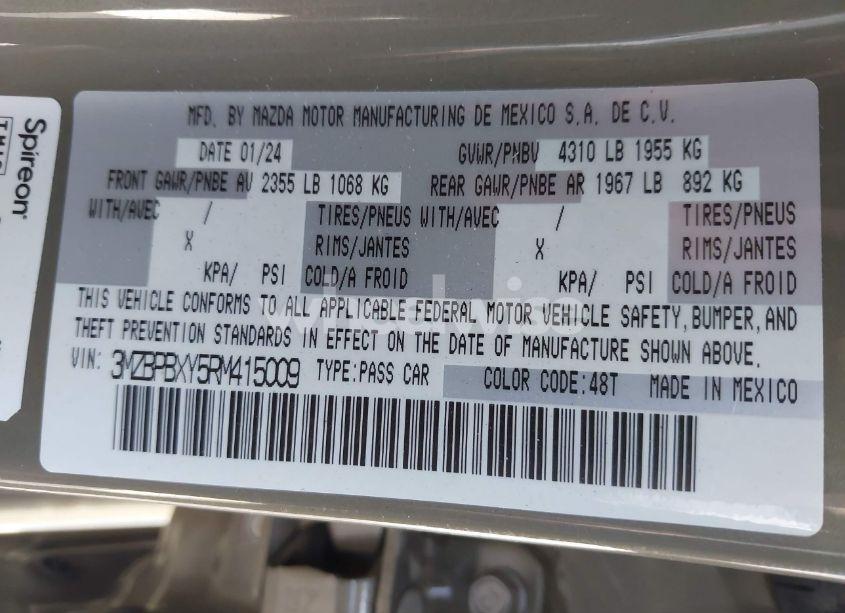 Spireon
MFD. BY MAZDA MOTOR MANUFACTURING DE MEXICO S.A. DE C.V.
DATE 01/24 GVWR/PNBV 4310 LB 1955 KG
FRONT GAWR/PNBE AV 2355 LB 1068 KG REAR GAWR/PNBE AR 1967 LB 892 KG
WITH/AVEC / TIRES/PNEUS WITH/AVEC / TIRES/PNEUS
X RIMS/JANTES X RIMS/JANTES
KPA/ PSI COLD/A FROID KPA/ PSI COLD/A FROID
THIS VEHICLE CONFORMS TO ALL APPLICABLE FEDERAL MOTOR VEHICLE SAFETY, BUMPER, AND
THEFT PREVENTION STANDARDS IN EFFECT ON THE DATE OF MANUFACTURE SHOWN ABOVE.
VIN: 3MZBPBXY5RM415009 TYPE:PASS CAR COLOR CODE:48T MADE IN MEXICO